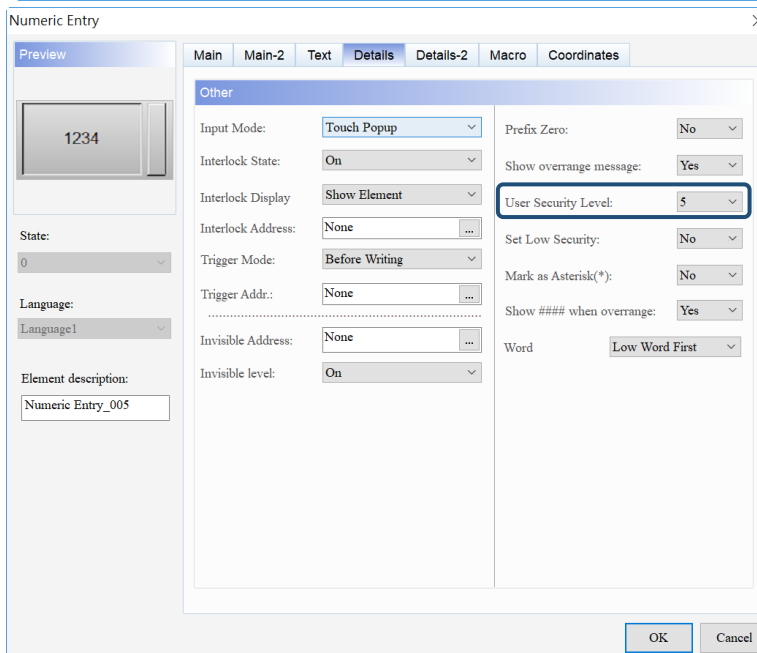 Numeric Entry
Preview
1234
State:
0
Language:
Language1
Element description:
Numeric Entry_005
Main Main-2 Text Details Details-2 Macro Coordinates
Other
Input Mode: Touch Popup
Interlock State: On
Interlock Display Show Element
Interlock Address: None ...
Trigger Mode: Before Writing
Trigger Addr.: None ...
Invisible Address: None ...
Invisible level: On
Prefix Zero: No
Show overrange message: Yes
User Security Level: 5
Set Low Security: No
Mark as Asterisk(*): No
Show #### when overrange: Yes
Word Low Word First
OK Cancel